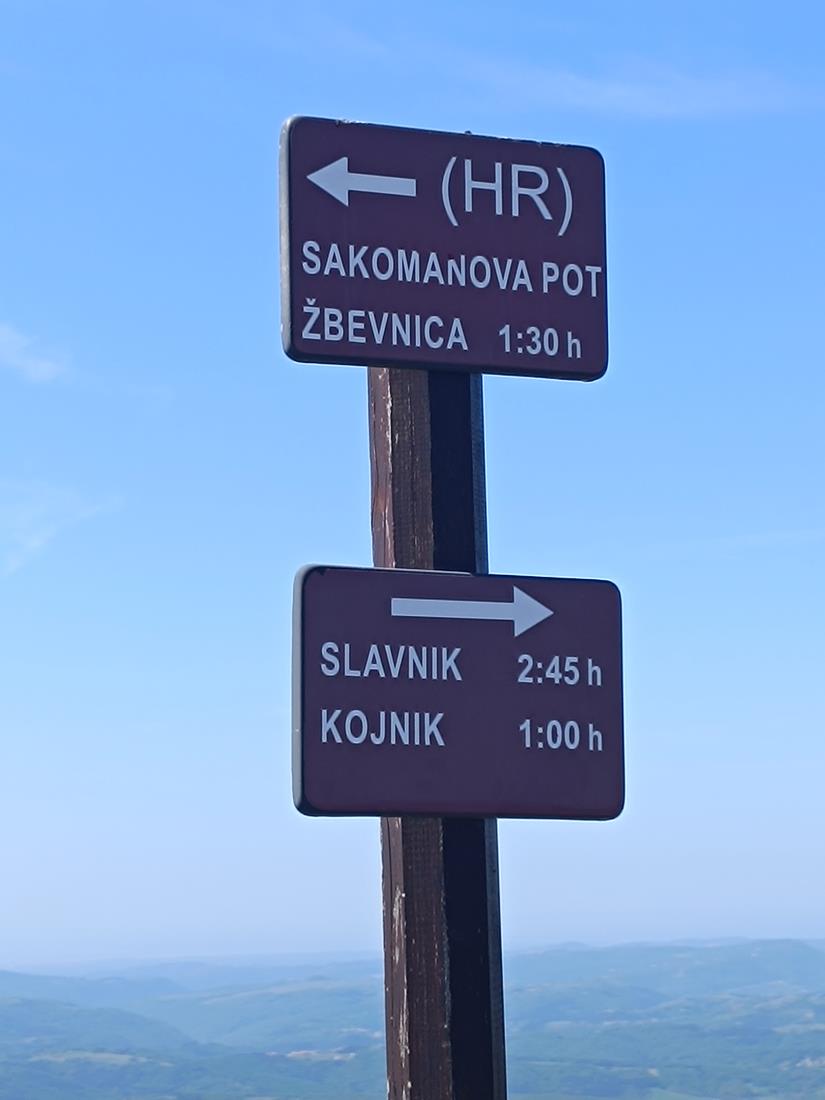 (HR)
SAKOMANOVA POT
ŽBEVNICA 1:30 h
SLAVNIK 2:45 h
KOJNIK 1:00 h